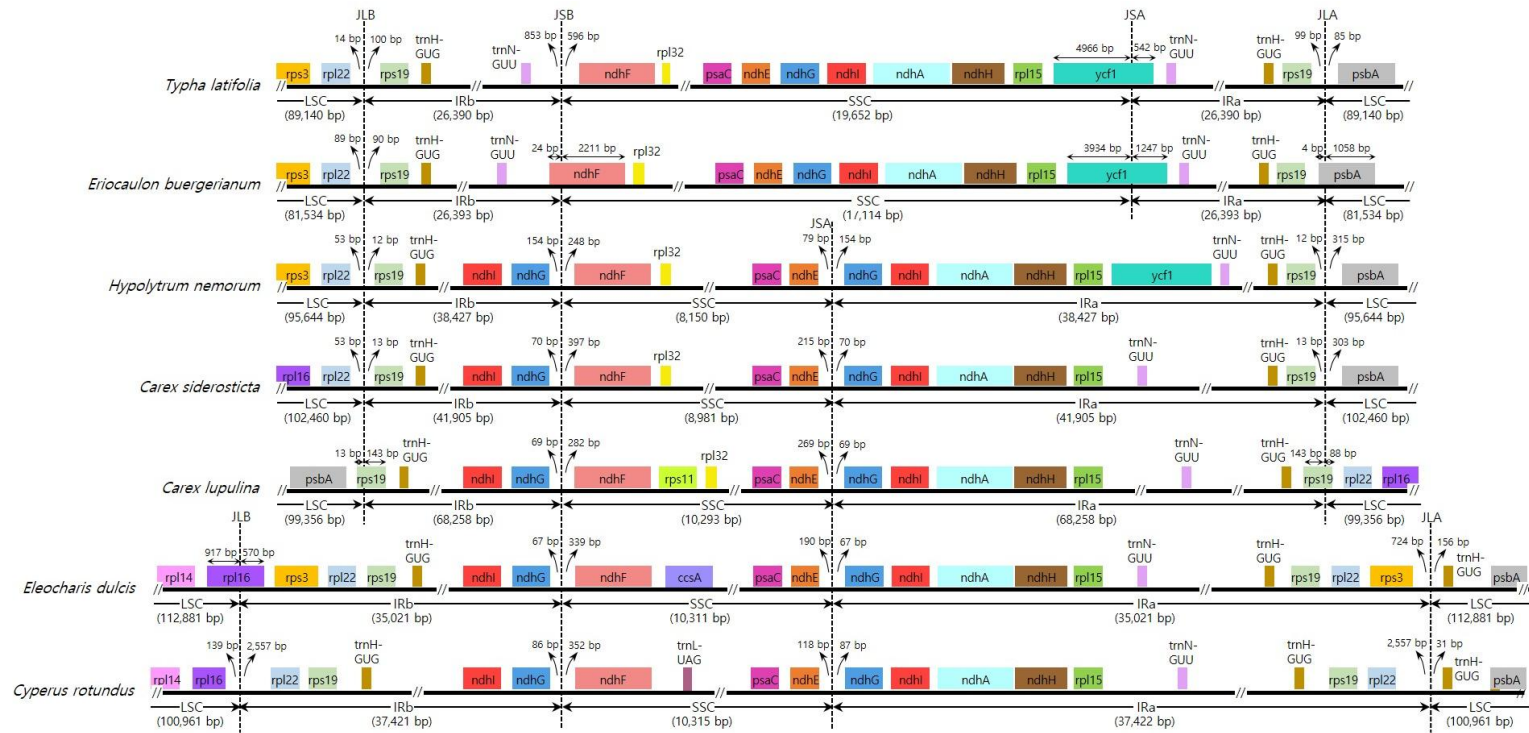 JLB JSB JSA JLA
14 bp 100 bp trnH-GUG trnN-GUU 853 bp 596 bp rpl32 4966 bp 542 bp trnN-GUU trnH-GUG 99 bp 85 bp
Typha latifolia rps3 rpl22 rps19 ndhF psaC ndhE ndhG ndhI ndhA ndhH rpl15 ycf1 rps19 psbA
LSC IRb SSC IRa LSC
(89,140 bp) (26,390 bp) (19,652 bp) (26,390 bp) (89,140 bp)
89 bp 90 bp trnH-GUG trnN-GUU 24 bp 2211 bp rpl32 3934 bp 1247 bp trnN-GUU trnH-GUG 4 bp 1058 bp
Eriocaulon buergerianum rps3 rpl22 rps19 ndhF psaC ndhE ndhG ndhI ndhA ndhH rpl15 ycf1 rps19 psbA
LSC IRb SSC IRa LSC
(81,534 bp) (26,393 bp) (17,114 bp) (26,393 bp) (81,534 bp)
JSA
53 bp 12 bp trnH-GUG 154 bp 248 bp rpl32 79 bp 154 bp trnN-GUU trnH-GUG 12 bp 315 bp
Hypolytrum nemorum rps3 rpl22 rps19 ndhI ndhG ndhF psaC ndhE ndhG ndhI ndhA ndhH rpl15 ycf1 rps19 psbA
LSC IRb SSC IRa LSC
(95,644 bp) (38,427 bp) (8,150 bp) (38,427 bp) (95,644 bp)
53 bp 13 bp trnH-GUG 70 bp 397 bp rpl32 215 bp 70 bp trnN-GUU trnH-GUG 13 bp 303 bp
Carex siderosticta rpl16 rpl22 rps19 ndhI ndhG ndhF psaC ndhE ndhG ndhI ndhA ndhH rpl15 rps19 psbA
LSC IRb SSC IRa LSC
(102,460 bp) (41,905 bp) (8,981 bp) (41,905 bp) (102,460 bp)
13 bp 143 bp trnH-GUG 69 bp 282 bp rpl32 269 bp 69 bp trnN-GUU trnH-GUG 143 bp 88 bp
Carex lupulina psbA rps19 ndhI ndhG ndhF rps11 psaC ndhE ndhG ndhI ndhA ndhH rpl15 rps19 rpl22 rpl16
LSC IRb SSC IRa LSC
(99,356 bp) (68,258 bp) (10,293 bp) (68,258 bp) (99,356 bp)
JLB JLA
917 bp 570 bp trnH-GUG 67 bp 339 bp 190 bp 67 bp trnN-GUU trnH-GUG 724 bp 156 bp trnH-GUG
Eleocharis dulcis rpl14 rpl16 rps3 rpl22 rps19 ndhI ndhG ndhF ccsA psaC ndhE ndhG ndhI ndhA ndhH rpl15 rps19 rpl22 rps3 psbA
LSC IRb SSC IRa LSC
(112,881 bp) (35,021 bp) (10,311 bp) (35,021 bp) (112,881 bp)
139 bp 2,557 bp trnH-GUG 86 bp 352 bp trnL-UAG 118 bp 87 bp trnN-GUU trnH-GUG 2,557 bp 31 bp trnH-GUG
Cyperus rotundus rpl14 rpl16 rpl22 rps19 ndhI ndhG ndhF psaC ndhE ndhG ndhI ndhA ndhH rpl15 rps19 rpl22 psbA
LSC IRb SSC IRa LSC
(100,961 bp) (37,421 bp) (10,315 bp) (37,422 bp) (100,961 bp)